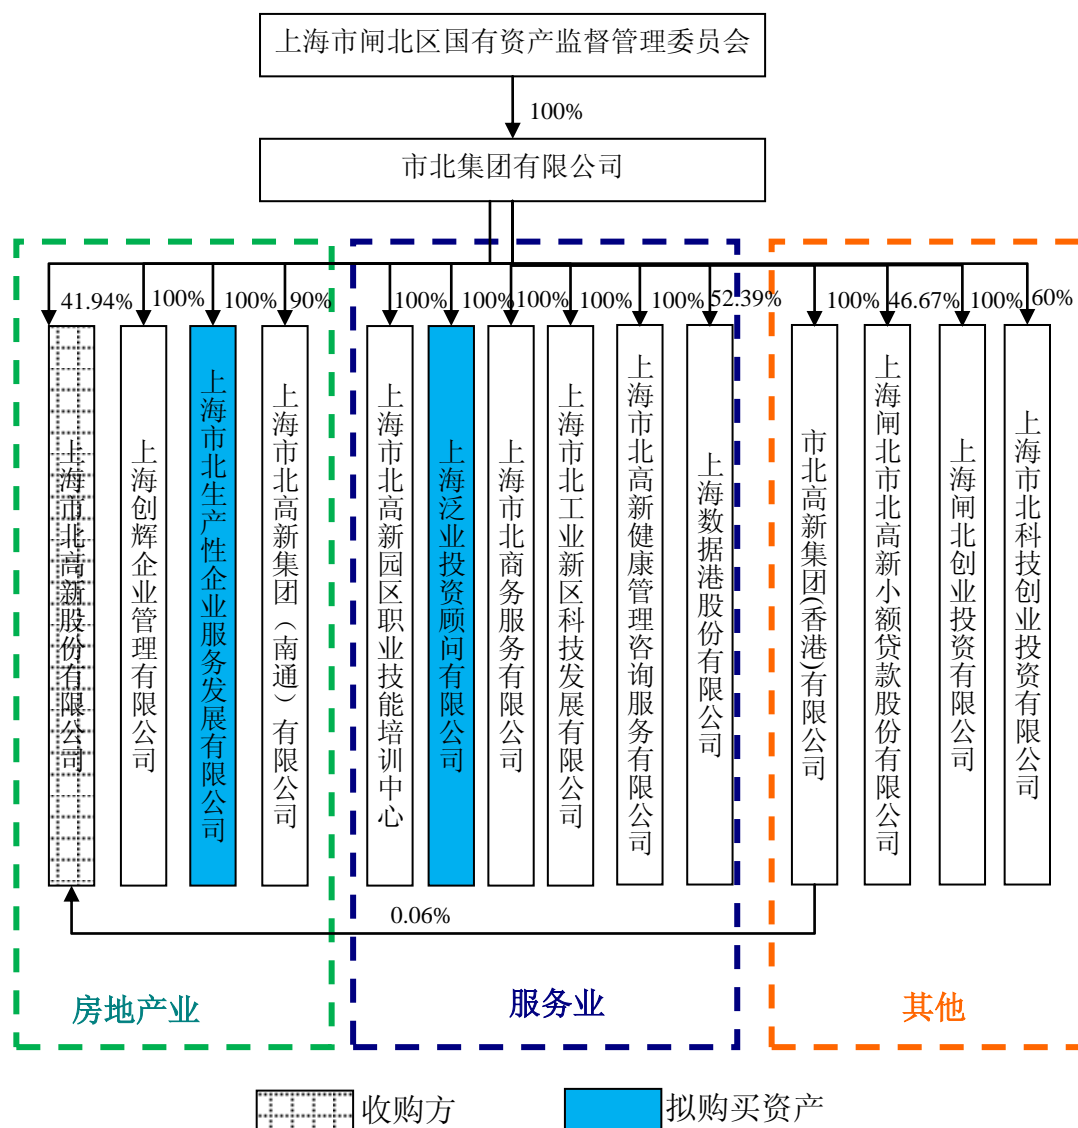 上海市闸北区国有资产监督管理委员会
100%
市北集团有限公司
41.94%
100%
100%
90%
100%
100%
100%
100%
100%
52.39%
100%
46.67%
100%
60%
上海市北高新股份有限公司
上海创辉企业管理有限公司
上海市北生产性企业服务发展有限公司
上海市北高新集团（南通）有限公司
上海市北高新园区职业技能培训中心
上海泛业投资顾问有限公司
上海市北商务服务有限公司
上海市北工业新区科技发展有限公司
上海市北高新健康管理咨询服务有限公司
上海数据港股份有限公司
市北高新集团(香港)有限公司
上海闸北市北高新小额贷款股份有限公司
上海闸北创业投资有限公司
上海市北科技创业投资有限公司
0.06%
房地产业
服务业
其他
收购方
拟购买资产